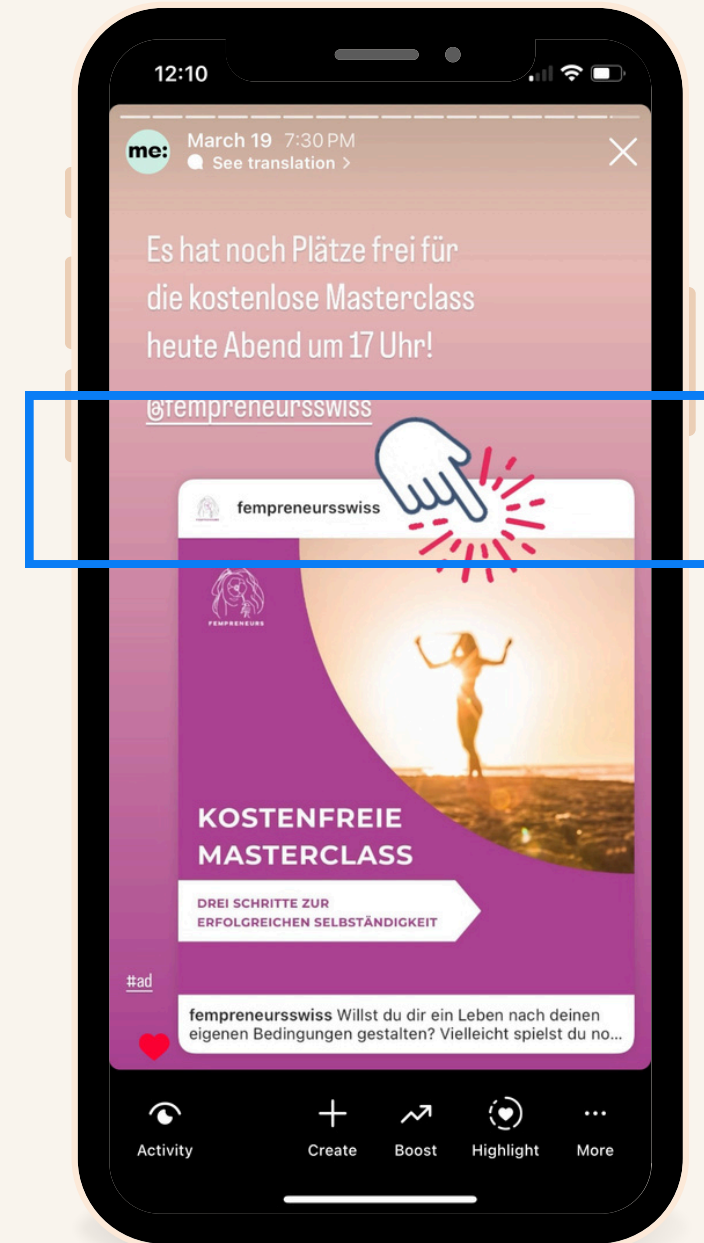 12:10
me:
March 19 7:30 PM
See translation >
Es hat noch Plätze frei für
die kostenlose Masterclass
heute Abend um 17 Uhr!
@fempreneursswiss
fempreneursswiss
FEMPRENEURS
KOSTENFREIE
MASTERCLASS
DREI SCHRITTE ZUR
ERFOLGREICHEN SELBSTÄNDIGKEIT
#ad
fempreneursswiss Willst du dir ein Leben nach deinen
eigenen Bedingungen gestalten? Vielleicht spielst du no...
Activity
Create
Boost
Highlight
More